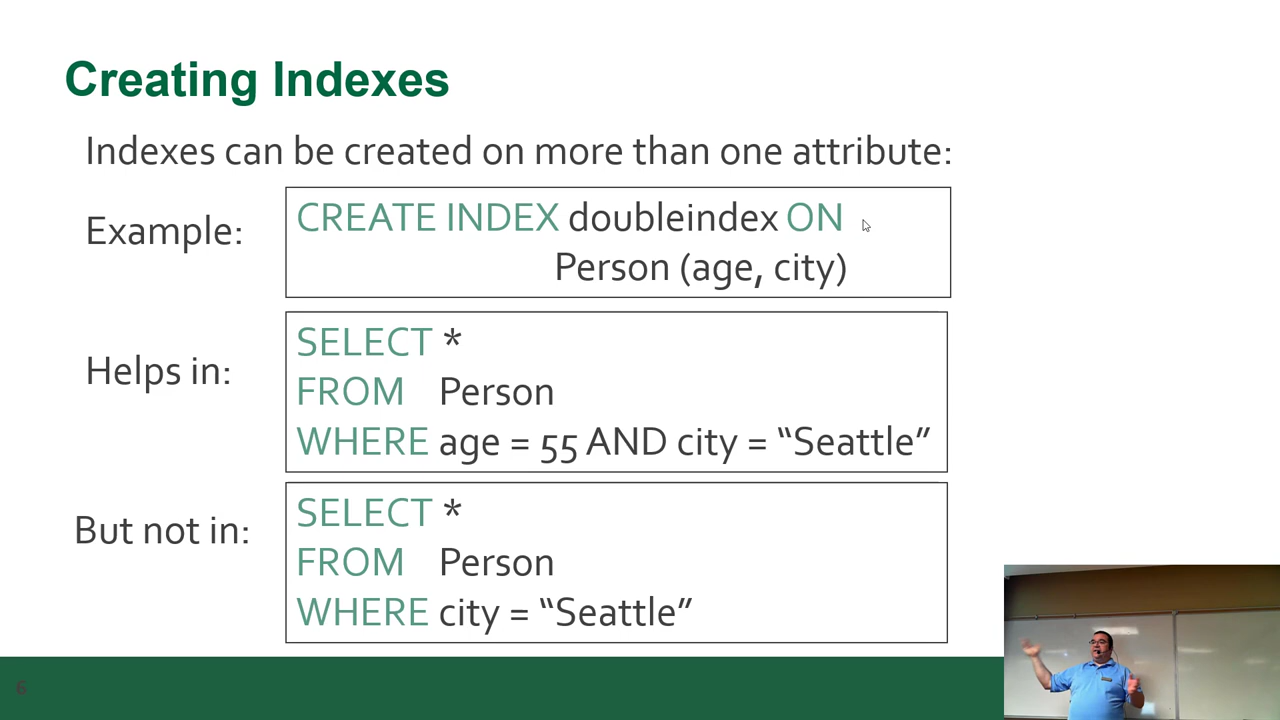 Creating Indexes
Indexes can be created on more than one attribute:
Example:
CREATE INDEX doubleindex ON
Person (age, city)
Helps in:
SELECT *
FROM Person
WHERE age = 55 AND city = “Seattle”
But not in:
SELECT *
FROM Person
WHERE city = “Seattle”
6